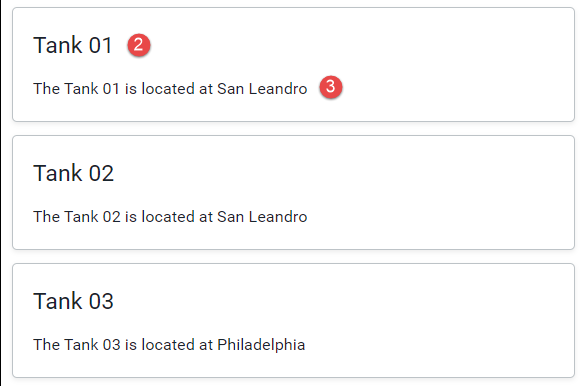 Tank 01 2
The Tank 01 is located at San Leandro 3
Tank 02
The Tank 02 is located at San Leandro
Tank 03
The Tank 03 is located at Philadelphia